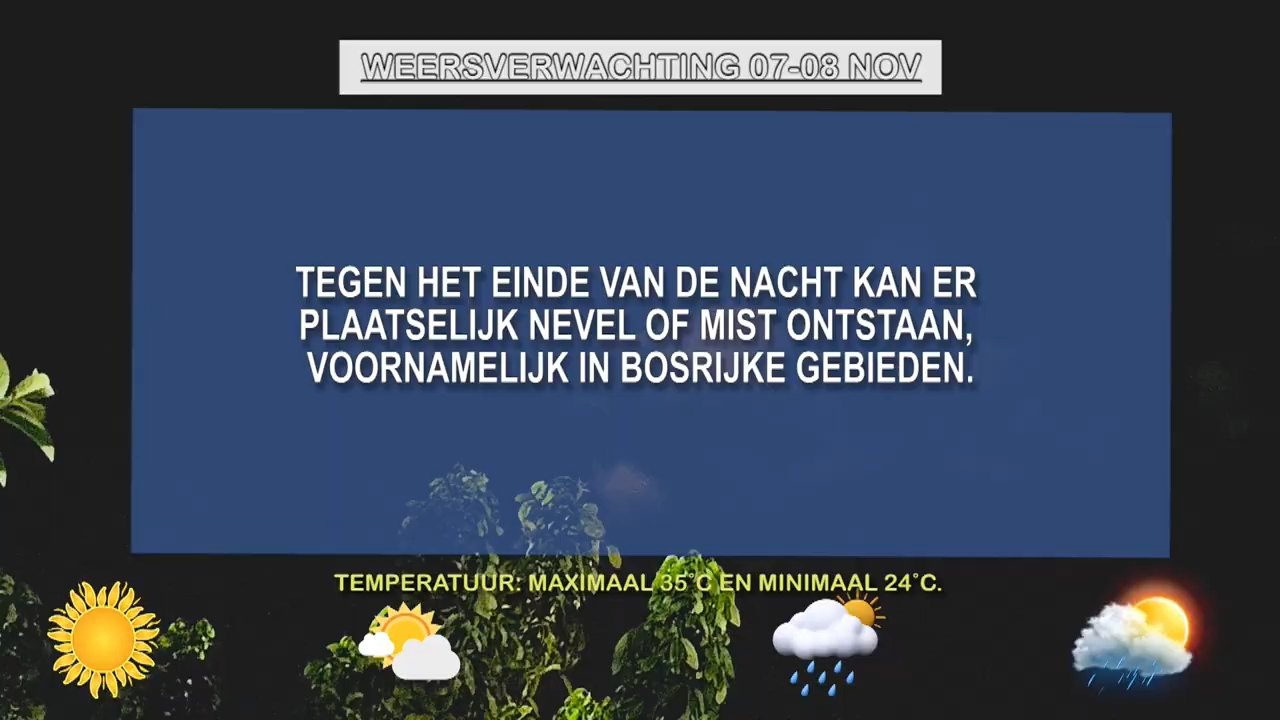 WEERSVERWACHTING 07-08 NOV
TEGEN HET EINDE VAN DE NACHT KAN ER
PLAATSELIJK NEVEL OF MIST ONTSTAAN,
VOORNAMELIJK IN BOSRIJKE GEBIEDEN.
TEMPERATUUR: MAXIMAAL 35°C EN MINIMAAL 24°C.